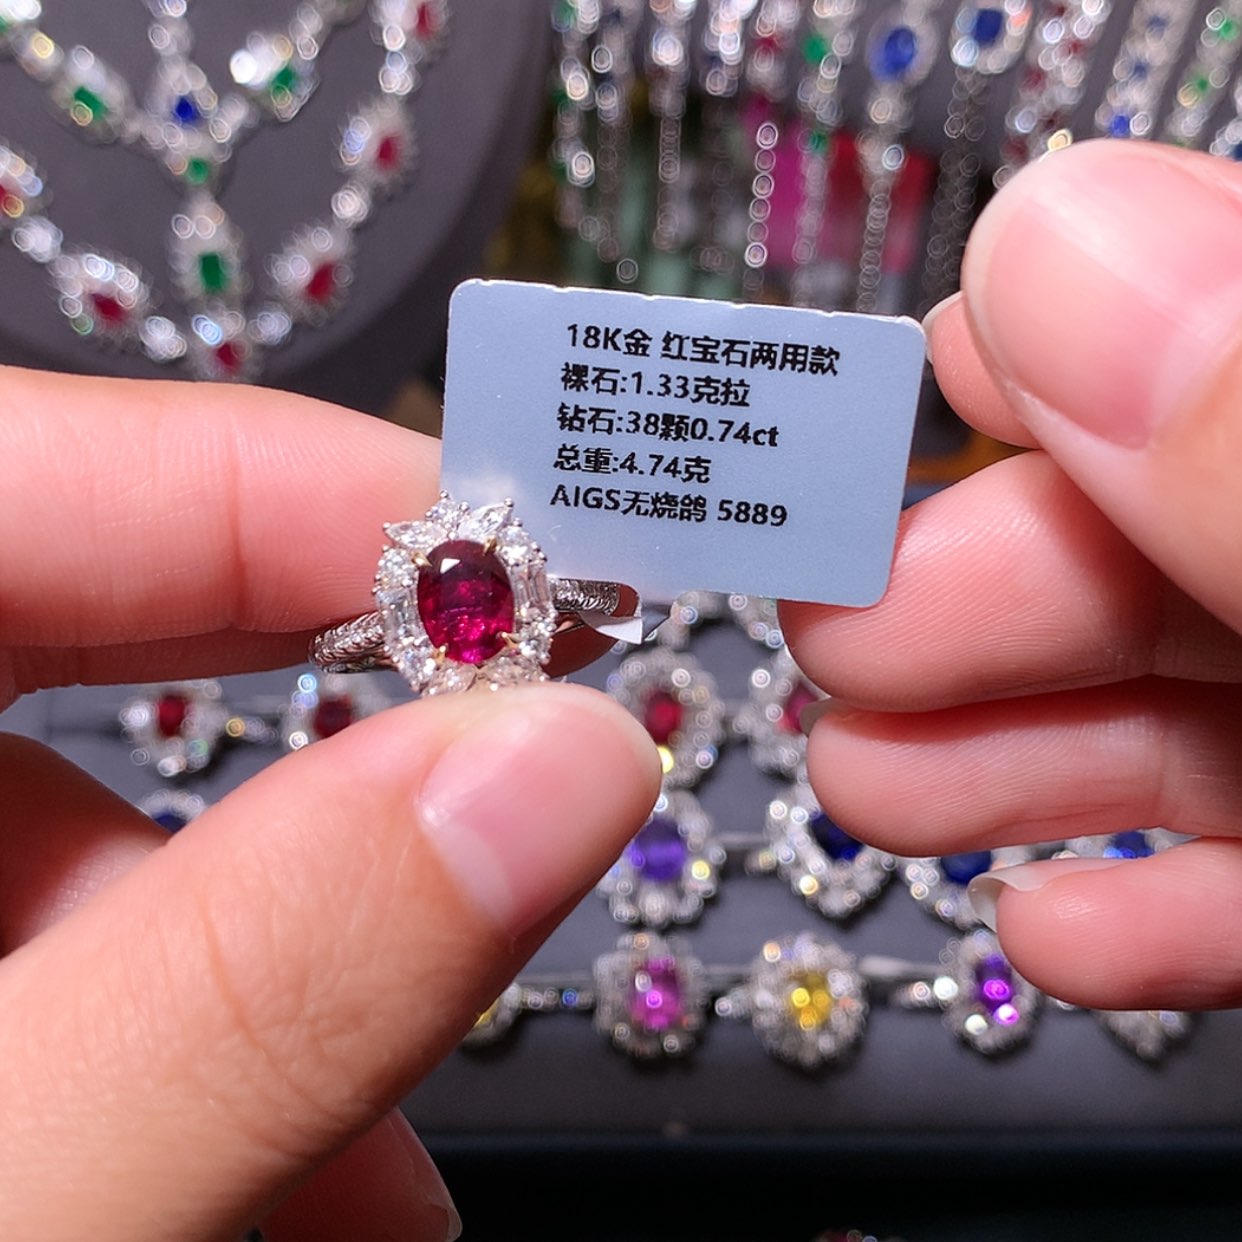 18K金 红宝石两用款
裸石:1.33克拉
钻石:38颗0.74ct
总重:4.74克
AIGS无烧鸽 5889